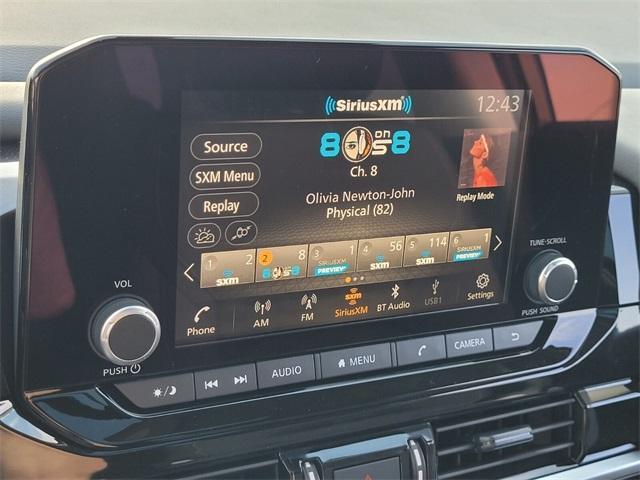 SiriusXM
12:43
8 on 8
Ch. 8
Source
SXM Menu
Replay
Olivia Newton-John
Physical (82)
Replay Mode
1 2 SXM
2 8
3 1 SIRIUSXM PREVIEW
4 56 SXM
5 114 SXM
6 1 SIRIUSXM PREVIEW
Phone
AM
FM
SXM
SiriusXM
BT Audio
USB1
Settings
VOL
PUSH
TUNE-SCROLL
PUSH SOUND
AUDIO
MENU
CAMERA